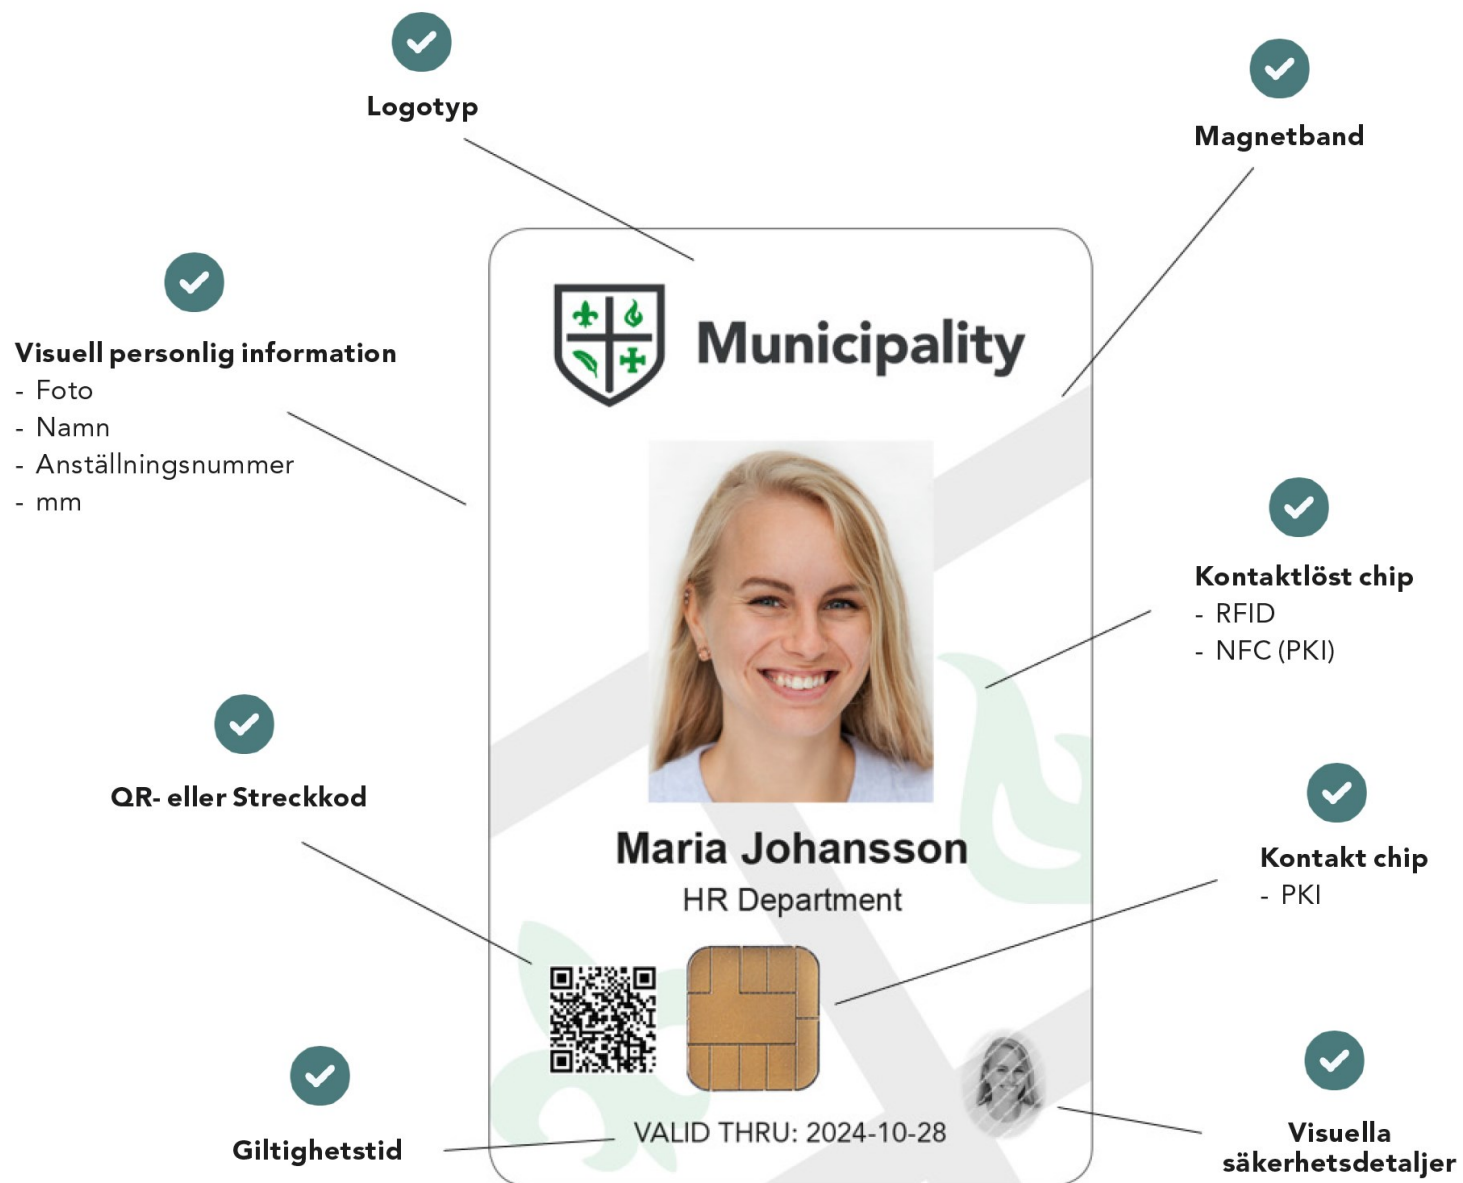 Logotyp
Magnetband
Visuell personlig information
- Foto
- Namn
- Anställningsnummer
- mm
Municipality
Kontaktlöst chip
- RFID
- NFC (PKI)
QR- eller Streckkod
Maria Johansson
HR Department
Kontakt chip
- PKI
Giltighetstid
VALID THRU: 2024-10-28
Visuella
säkerhetsdetaljer